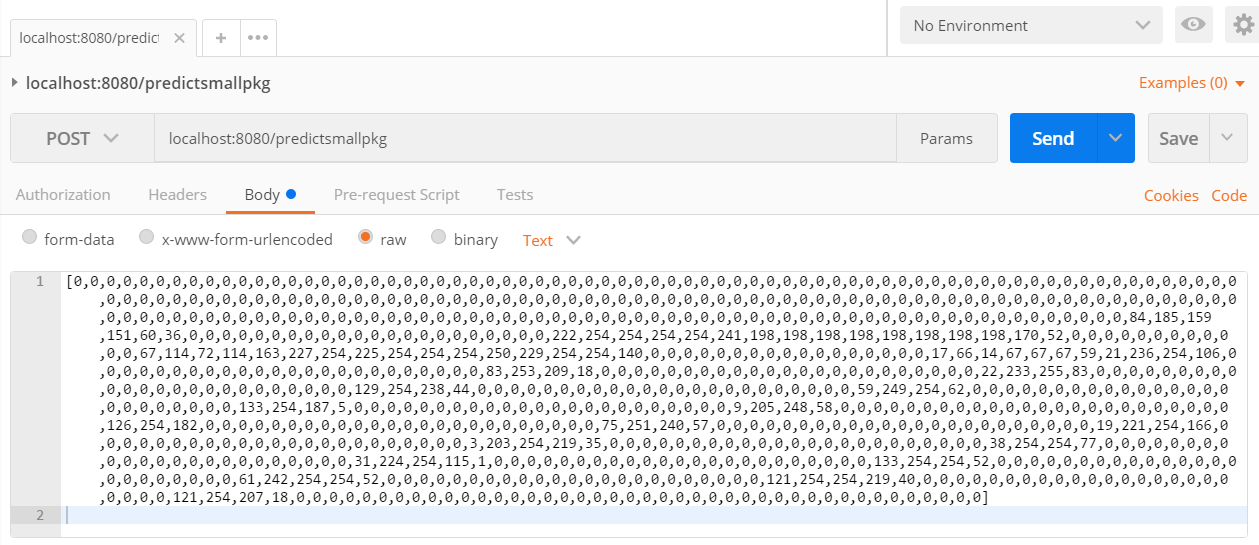 localhost:8080/predict
No Environment
localhost:8080/predictsmallpkg
Examples (0)
POST
localhost:8080/predictsmallpkg
Params
Send
Save
Authorization
Headers
Body
Pre-request Script
Tests
Cookies
Code
form-data
x-www-form-urlencoded
raw
binary
Text
1
[0,0,0,0,0,0,0,0,0,0,0,0,0,0,0,0,0,0,0,0,0,0,0,0,0,0,0,0,0,0,0,0,0,0,0,0,0,0,0,0,0,0,0,0,0,0,0,0,0,0,0,0,0,0,0,0,0,0,0,0,0,0,0,0,0,0,0,0,0,0,0
,0,0,0,0,0,0,0,0,0,0,0,0,0,0,0,0,0,0,0,0,0,0,0,0,0,0,0,0,0,0,0,0,0,0,0,0,0,0,0,0,0,0,0,0,0,0,0,0,0,0,0,0,0,0,0,0,0,0,0,0,0,0,0,0,0,0,0,0,0
,0,0,0,0,0,0,0,0,0,0,0,0,0,0,0,0,0,0,0,0,0,0,0,0,0,0,0,0,0,0,0,0,0,0,0,0,0,0,0,0,0,0,0,0,0,0,0,0,0,0,0,0,0,0,0,0,0,0,0,0,0,0,84,185,159
,151,60,36,0,0,0,0,0,0,0,0,0,0,0,0,0,0,0,0,0,0,0,0,0,0,222,254,254,254,254,241,198,198,198,198,198,198,198,198,170,52,0,0,0,0,0,0,0,0,0,0
,0,0,67,114,72,114,163,227,254,225,254,254,254,250,229,254,254,140,0,0,0,0,0,0,0,0,0,0,0,0,0,0,0,0,0,17,66,14,67,67,67,59,21,236,254,106,0
,0,0,0,0,0,0,0,0,0,0,0,0,0,0,0,0,0,0,0,0,0,0,0,83,253,209,18,0,0,0,0,0,0,0,0,0,0,0,0,0,0,0,0,0,0,0,0,0,0,0,22,233,255,83,0,0,0,0,0,0,0,0,0
,0,0,0,0,0,0,0,0,0,0,0,0,0,0,0,129,254,238,44,0,0,0,0,0,0,0,0,0,0,0,0,0,0,0,0,0,0,0,0,0,0,0,59,249,254,62,0,0,0,0,0,0,0,0,0,0,0,0,0,0,0,0
,0,0,0,0,0,0,0,0,133,254,187,5,0,0,0,0,0,0,0,0,0,0,0,0,0,0,0,0,0,0,0,0,0,0,0,9,205,248,58,0,0,0,0,0,0,0,0,0,0,0,0,0,0,0,0,0,0,0,0,0,0,0,0
,126,254,182,0,0,0,0,0,0,0,0,0,0,0,0,0,0,0,0,0,0,0,0,0,0,0,0,75,251,240,57,0,0,0,0,0,0,0,0,0,0,0,0,0,0,0,0,0,0,0,0,0,0,0,19,221,254,166,0
,0,0,0,0,0,0,0,0,0,0,0,0,0,0,0,0,0,0,0,0,0,0,3,203,254,219,35,0,0,0,0,0,0,0,0,0,0,0,0,0,0,0,0,0,0,0,0,0,0,0,38,254,254,77,0,0,0,0,0,0,0,0
,0,0,0,0,0,0,0,0,0,0,0,0,0,0,0,31,224,254,115,1,0,0,0,0,0,0,0,0,0,0,0,0,0,0,0,0,0,0,0,0,0,0,0,133,254,254,52,0,0,0,0,0,0,0,0,0,0,0,0,0,0,0
,0,0,0,0,0,0,0,0,61,242,254,254,52,0,0,0,0,0,0,0,0,0,0,0,0,0,0,0,0,0,0,0,0,0,0,0,121,254,254,219,40,0,0,0,0,0,0,0,0,0,0,0,0,0,0,0,0,0,0,0
,0,0,0,0,121,254,207,18,0,0,0,0,0,0,0,0,0,0,0,0,0,0,0,0,0,0,0,0,0,0,0,0,0,0,0,0,0,0,0,0,0,0,0,0,0,0,0,0,0,0]
2